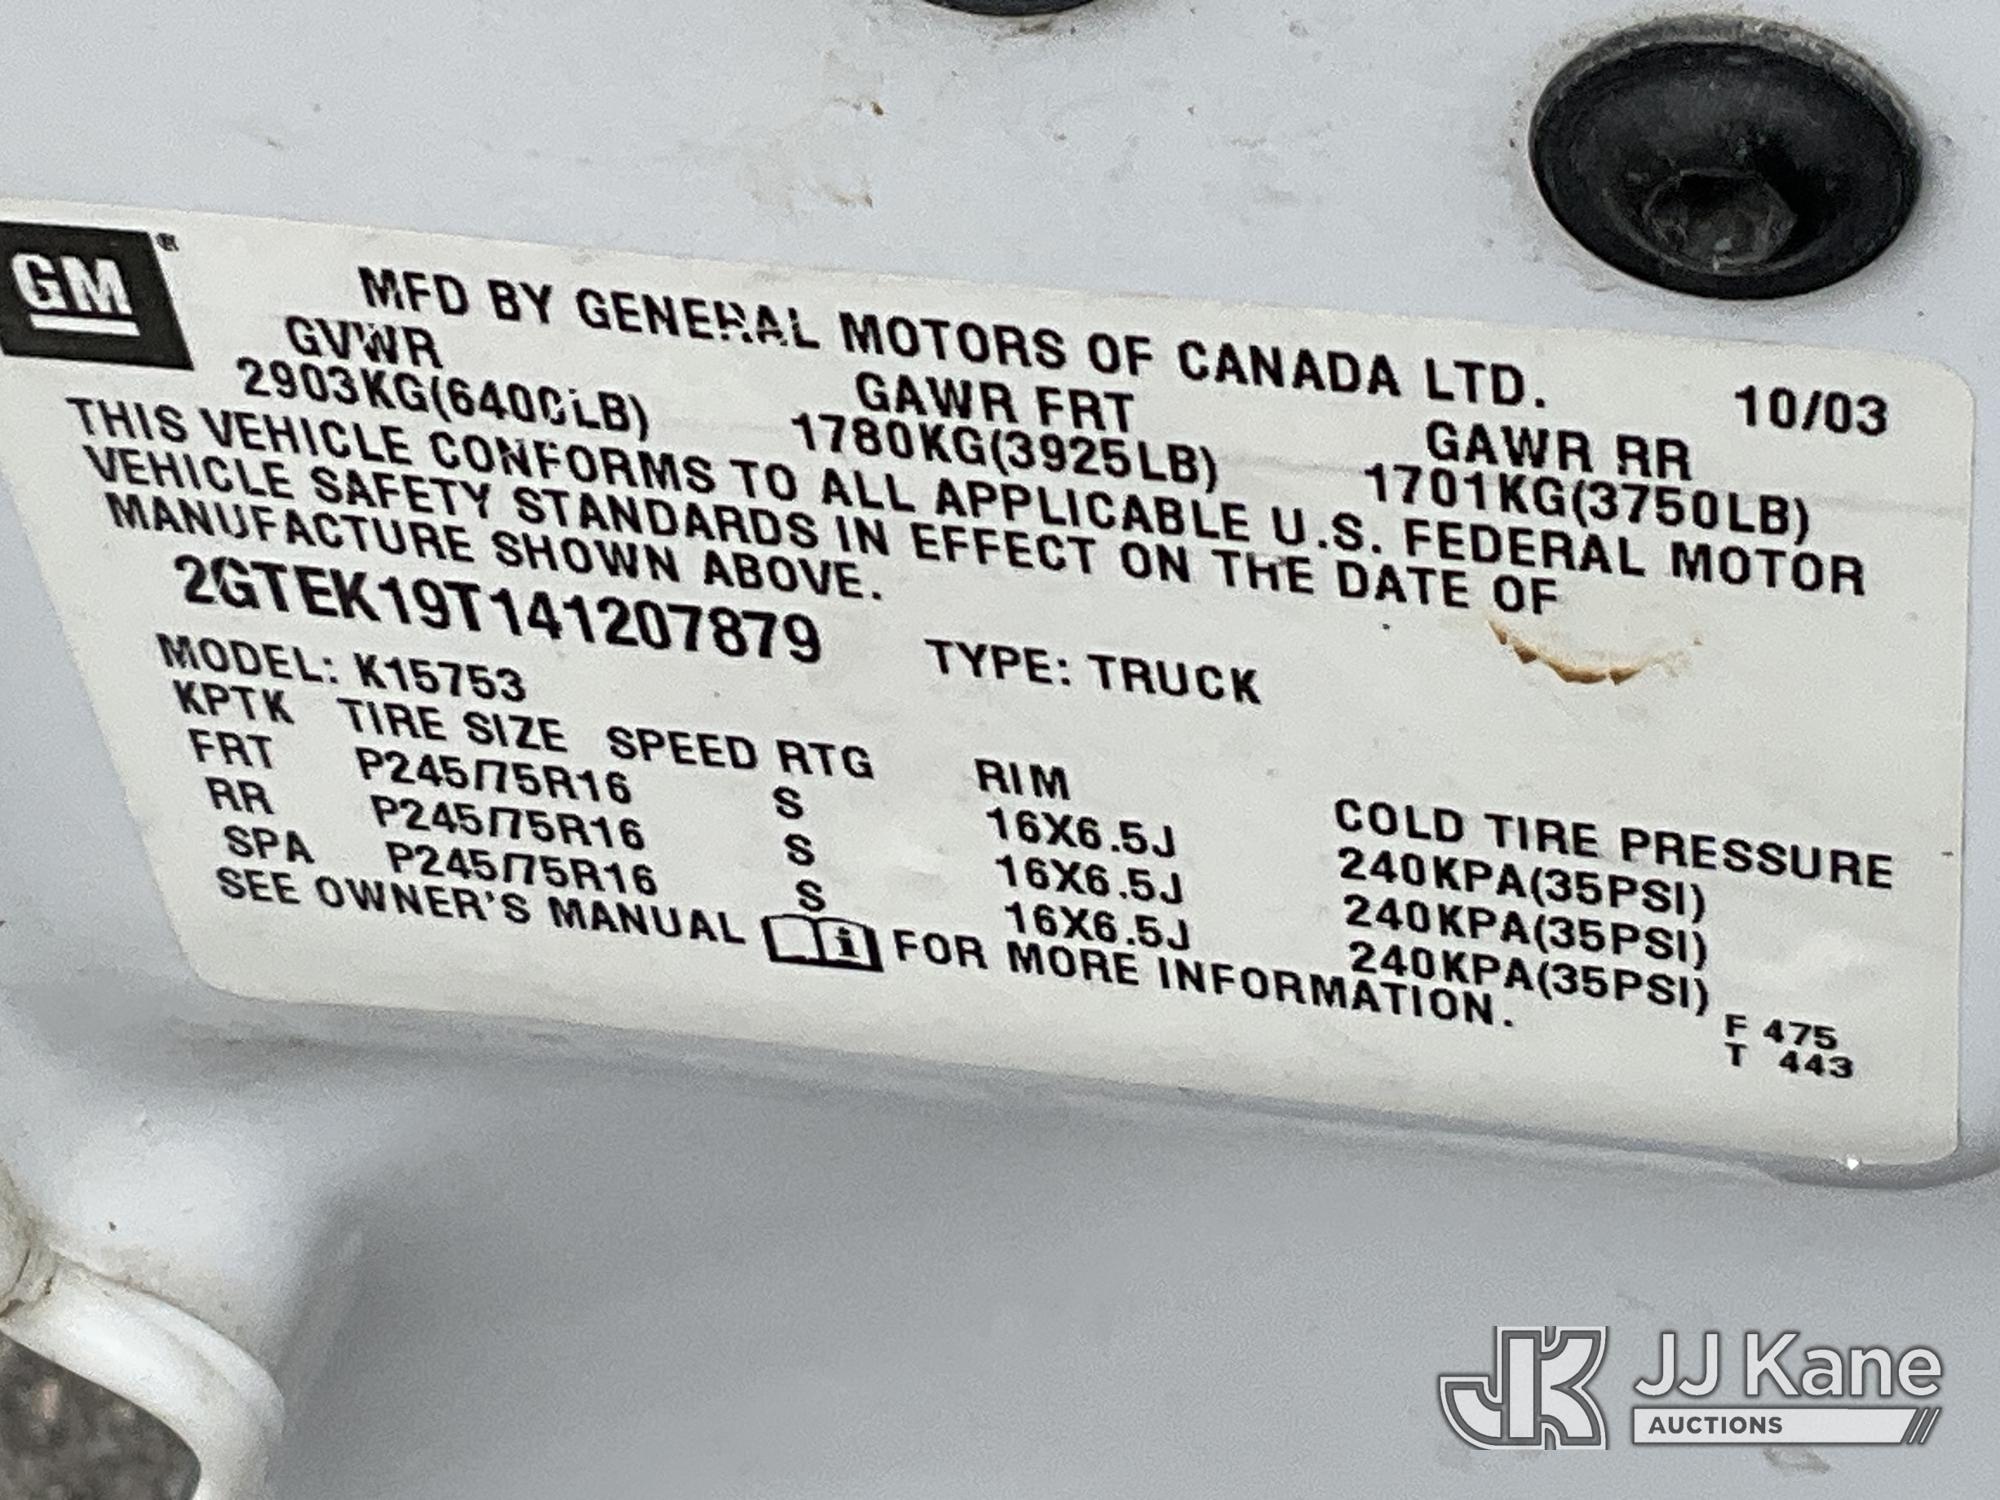 GM ®
MFD BY GENERAL MOTORS OF CANADA LTD. 10/03
GVWR GAWR FRT GAWR RR
2903KG(6400LB) 1780KG(3925LB) 1701KG(3750LB)
THIS VEHICLE CONFORMS TO ALL APPLICABLE U.S. FEDERAL MOTOR
VEHICLE SAFETY STANDARDS IN EFFECT ON THE DATE OF
MANUFACTURE SHOWN ABOVE.
2GTEK19T141207879 TYPE: TRUCK
MODEL: K15753
KPTK TIRE SIZE SPEED RTG RIM COLD TIRE PRESSURE
FRT P245/75R16 S 16X6.5J 240KPA(35PSI)
RR P245/75R16 S 16X6.5J 240KPA(35PSI)
SPA P245/75R16 S 16X6.5J 240KPA(35PSI)
SEE OWNER'S MANUAL i FOR MORE INFORMATION.
F 475
T 443
JK JJ Kane
AUCTIONS